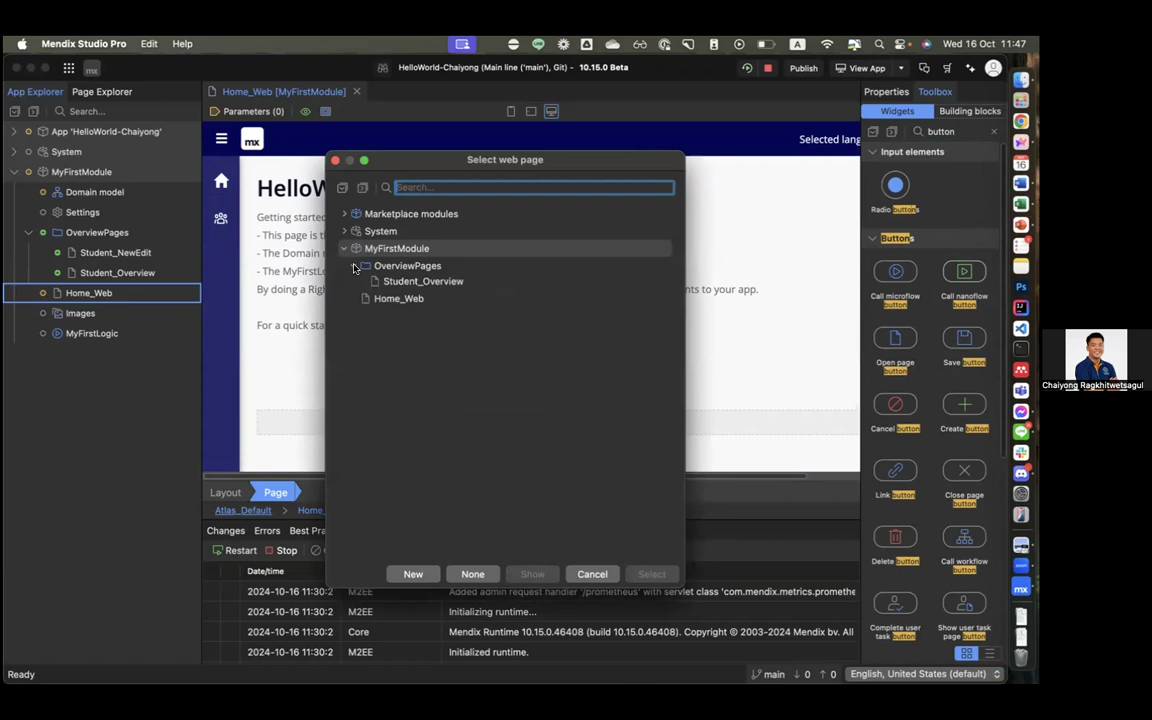 Mendix Studio Pro Edit Help
A Wed 16 Oct 11:47
mx
HelloWorld-Chaiyong (Main line ('main'), Git) - 10.15.0 Beta
Publish
View App
App Explorer Page Explorer
Home_Web [MyFirstModule]
Properties Toolbox
Search...
Parameters (0)
Widgets Building blocks
App 'HelloWorld-Chaiyong'
System
MyFirstModule
Domain model
Settings
OverviewPages
Student_NewEdit
Student_Overview
Home_Web
Images
MyFirstLogic
mx
Selected lang
HelloW
Getting started
- This page is th
- The Domain
- The MyFirstLo
By doing a Righ
nts to your app.
For a quick sta
Select web page
Search...
Marketplace modules
System
MyFirstModule
OverviewPages
Student_Overview
Home_Web
New None Show Cancel Select
button
Input elements
Radio buttons
Buttons
Call microflow button
Call nanoflow button
Open page button
Save button
Cancel button
Create button
Link button
Close page button
Delete button
Call workflow button
Complete user task button
Show user task page button
Layout Page
Atlas_Default Home_
Changes Errors Best Pra
Restart Stop
Date/time
2024-10-16 11:30:2 M2EE Added admin request handler '/prometheus' with servlet class 'com.mendix.metrics.promethe
2024-10-16 11:30:2 M2EE Initializing runtime...
2024-10-16 11:30:2 Core Mendix Runtime 10.15.0.46408 (build 10.15.0.46408). Copyright © 2003-2024 Mendix bv. All
2024-10-16 11:30:2 M2EE Initialized runtime.
Ready
main 0 0 English, United States (default)
Chaiyong Ragkhitwetsagul